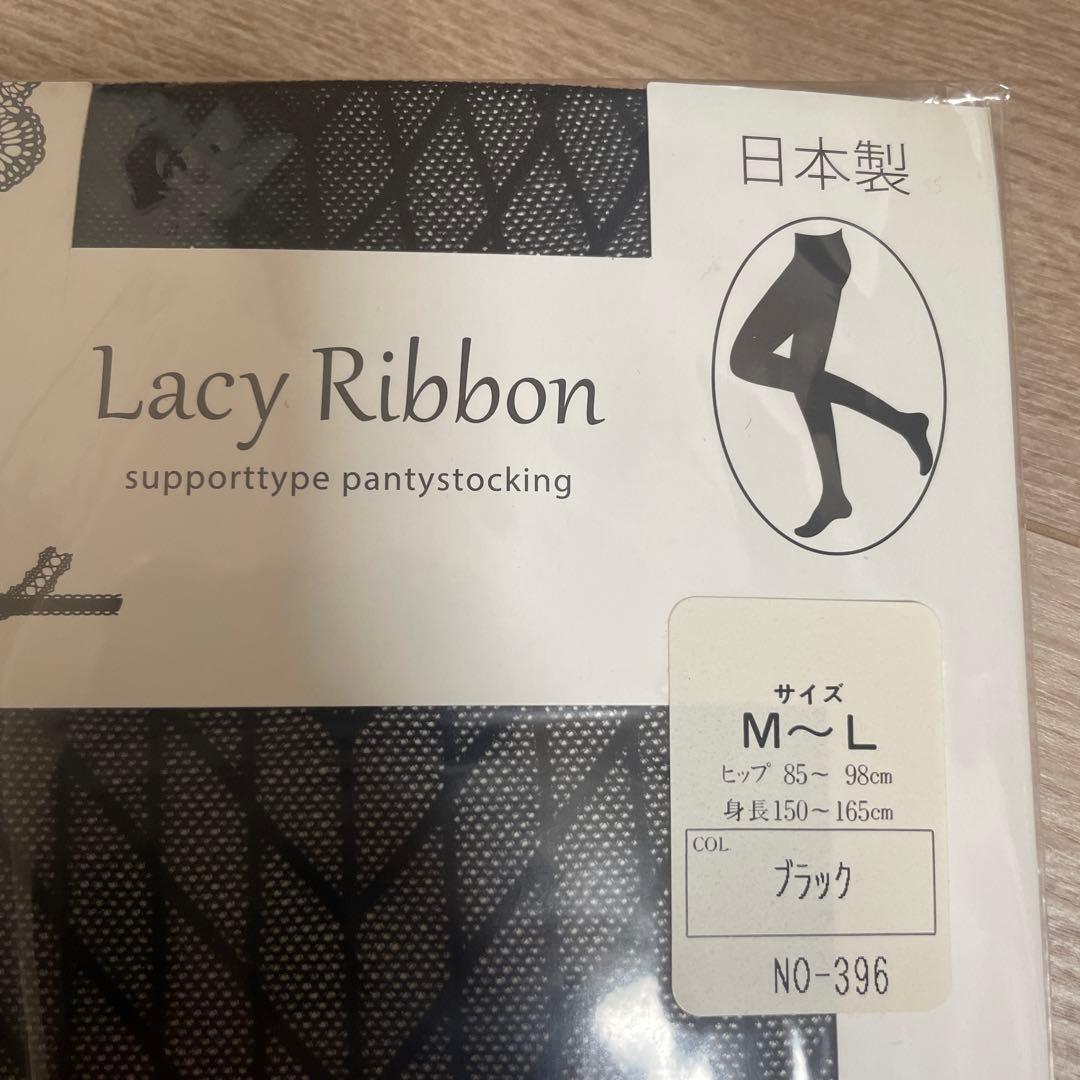 日本製
Lacy Ribbon
supporttype pantystocking
サイズ
M〜L
ヒップ 85〜 98cm
身長150〜165cm
COL
ブラック
NO-396